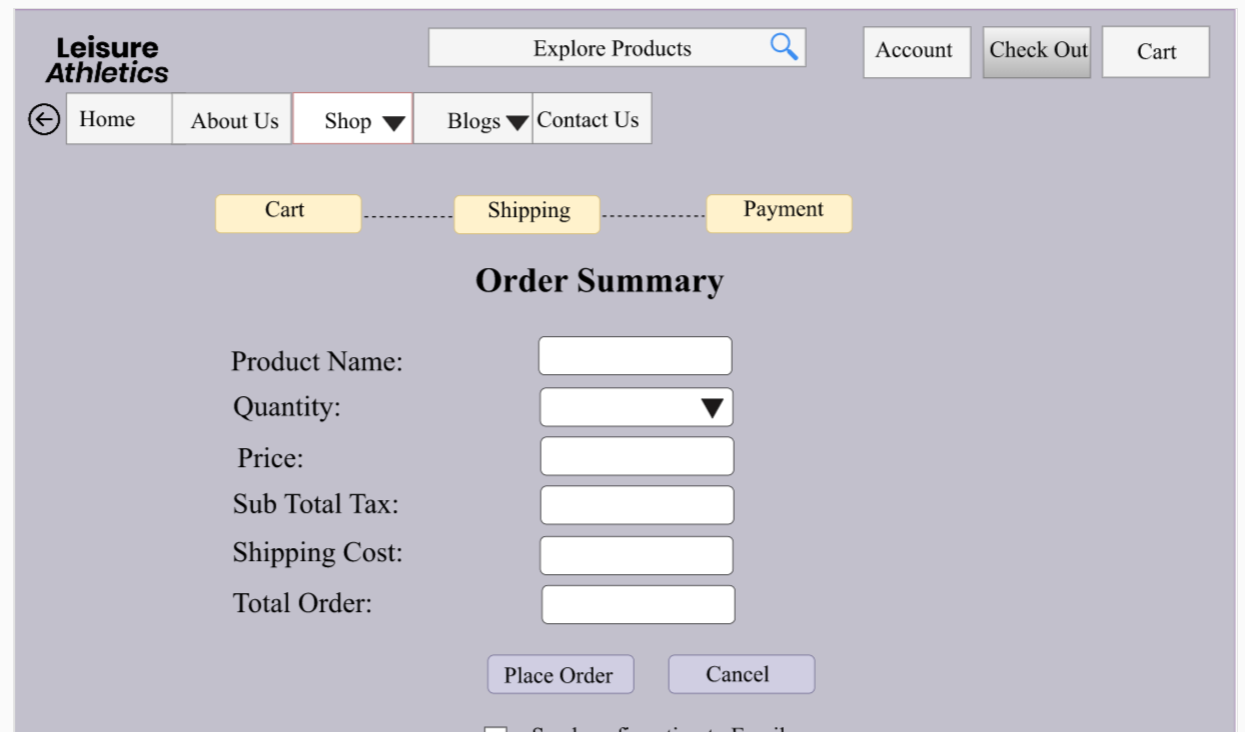 Leisure
Athletics
Explore Products
Account
Check Out
Cart
Home
About Us
Shop
Blogs
Contact Us
Cart
Shipping
Payment
Order Summary
Product Name:
Quantity:
Price:
Sub Total Tax:
Shipping Cost:
Total Order:
Place Order
Cancel